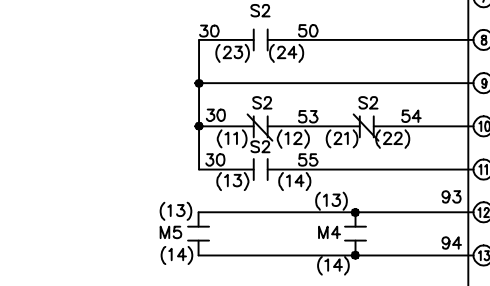 S2
30 50 8
(23) (24)
9
S2 S2
30 53 54 10
(11) (12) (21) (22)
S2
30 55 11
(13) (14)
(13) (13) 93 12
M5 M4
(14) (14) 94 13